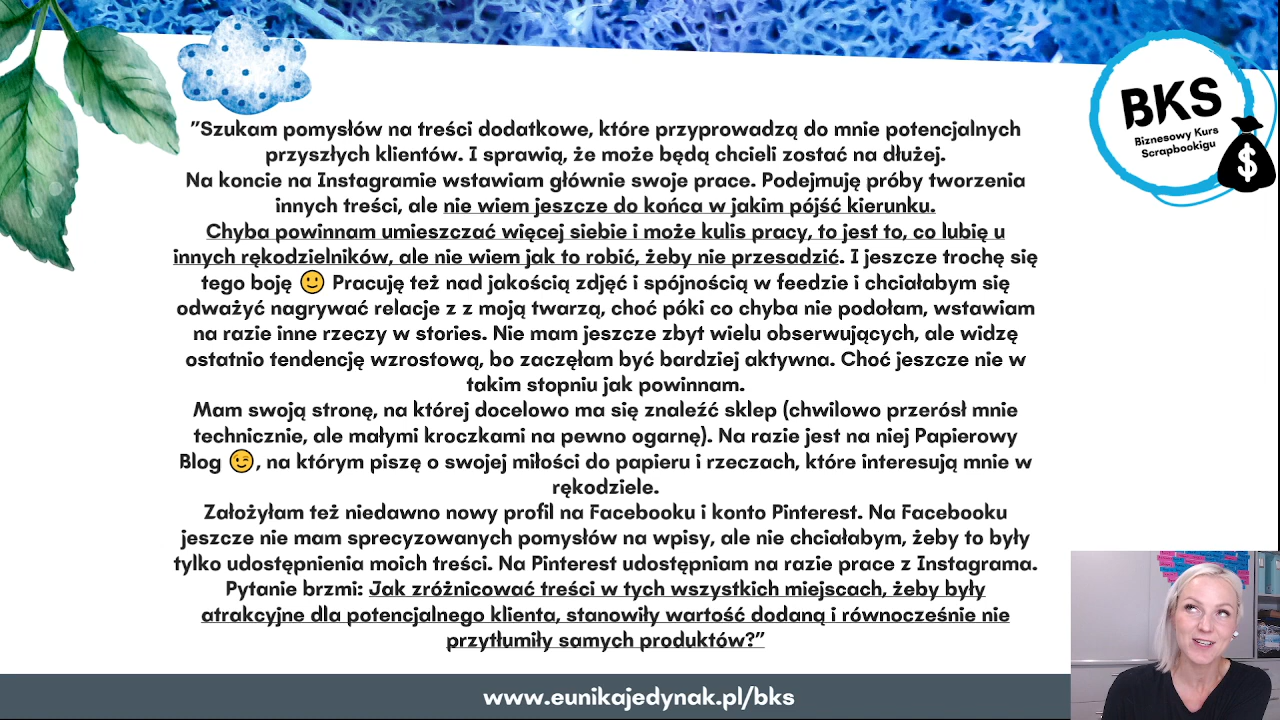 BKS
Biznesowy Kurs
Scrapbookigu
$
"Szukam pomysłów na treści dodatkowe, które przyprowadzą do mnie potencjalnych
przyszłych klientów. I sprawią, że może będą chcieli zostać na dłużej.
Na koncie na Instagramie wstawiam głównie swoje prace. Podejmuję próby tworzenia
innych treści, ale nie wiem jeszcze do końca w jakim pójść kierunku.
Chyba powinnam umieszczać więcej siebie i może kulis pracy, to jest to, co lubię u
innych rękodzielników, ale nie wiem jak to robić, żeby nie przesadzić. I jeszcze trochę się
tego boję 🙂 Pracuję też nad jakością zdjęć i spójnością w feedzie i chciałabym się
odważyć nagrywać relacje z z moją twarzą, choć póki co chyba nie podołam, wstawiam
na razie inne rzeczy w stories. Nie mam jeszcze zbyt wielu obserwujących, ale widzę
ostatnio tendencję wzrostową, bo zaczęłam być bardziej aktywna. Choć jeszcze nie w
takim stopniu jak powinnam.
Mam swoją stronę, na której docelowo ma się znaleźć sklep (chwilowo przerósł mnie
technicznie, ale małymi kroczkami na pewno ogarnę). Na razie jest na niej Papierowy
Blog 😉, na którym piszę o swojej miłości do papieru i rzeczach, które interesują mnie w
rękodziele.
Założyłam też niedawno nowy profil na Facebooku i konto Pinterest. Na Facebooku
jeszcze nie mam sprecyzowanych pomysłów na wpisy, ale nie chciałabym, żeby to były
tylko udostępnienia moich treści. Na Pinterest udostępniam na razie prace z Instagrama.
Pytanie brzmi: Jak zróżnicować treści w tych wszystkich miejscach, żeby były
atrakcyjne dla potencjalnego klienta, stanowiły wartość dodaną i równocześnie nie
przytłumiły samych produktów?"
www.eunikajedynak.pl/bks